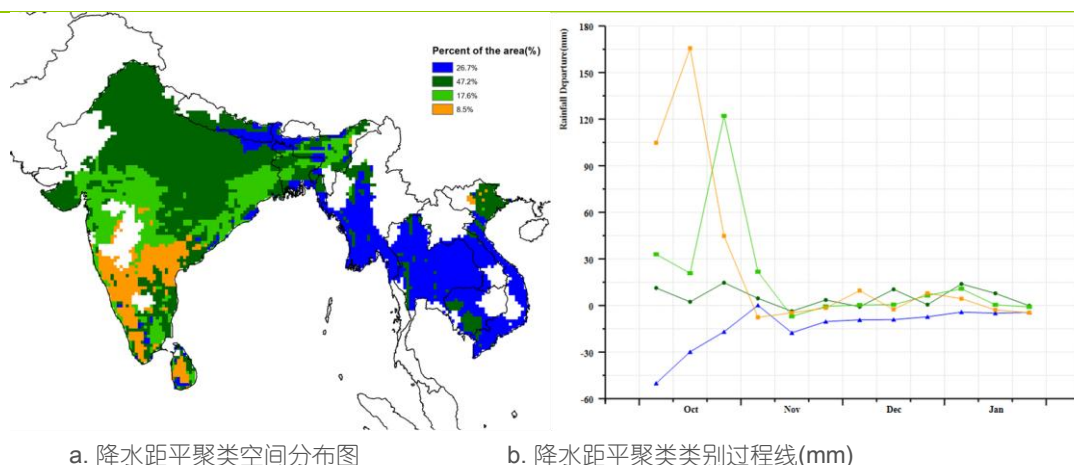 Percent of the area(%)
26.7%
47.2%
17.6%
8.5%
Rainfall Departure(mm)
180
150
120
90
60
30
0
-30
-60
Oct
Nov
Dec
Jan
a. 降水距平聚类空间分布图
b. 降水距平聚类类别过程线(mm)